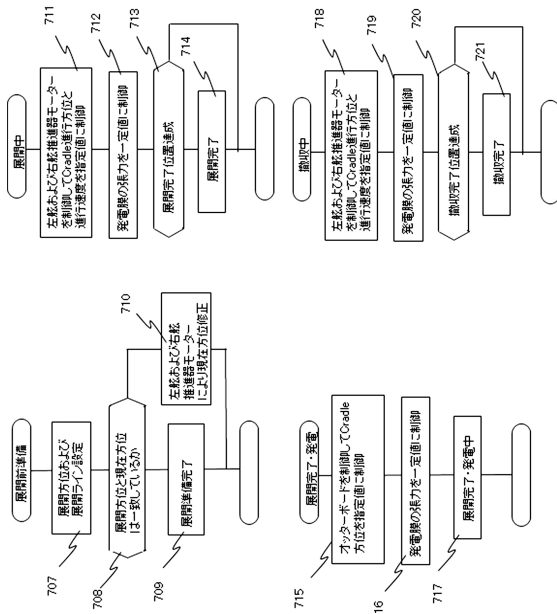 展開前準備
展開方位および
展開ライン設定
707
展開方位と現在方位
は一致しているか
708
左舷および右舷
推進器モーター
により現在方位修正
710
展開準備完了
709
展開中
左舷および右舷推進器モーター
を制御してCradle進行方位と
進行速度を指定値に制御
711
発電膜の張力を一定値に制御
712
展開完了位置達成
713
展開完了
714
展開完了・発電
オッターボードを制御してCradle
方位を指定値に制御
715
発電膜の張力を一定値に制御
16
展開完了・発電中
717
撤収中
左舷および右舷推進器モーター
を制御してCradle進行方位と
進行速度を指定値に制御
718
発電膜の張力を一定値に制御
719
撤収完了位置達成
720
撤収完了
721